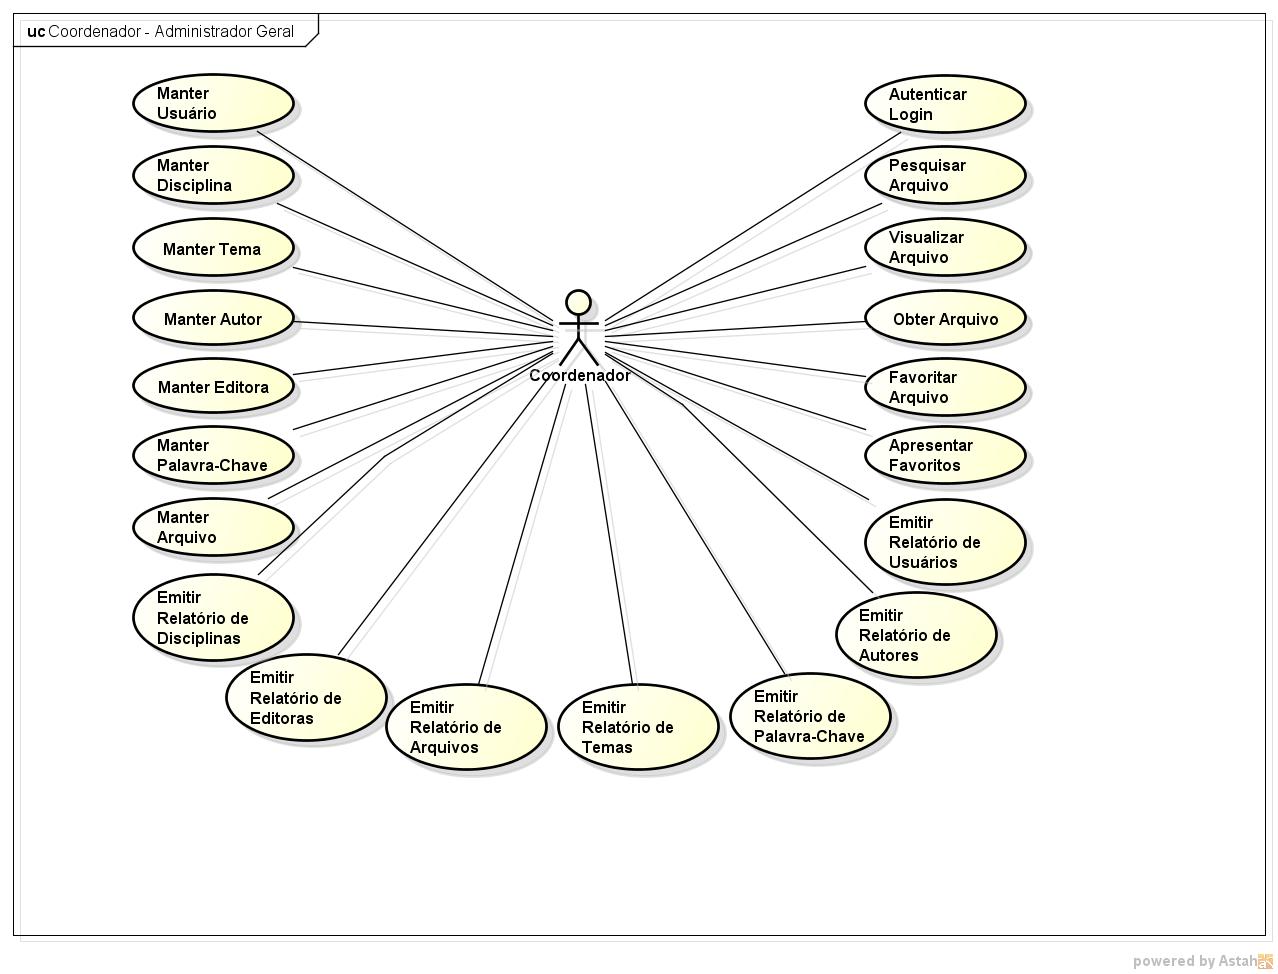 uc Coordenador - Administrador Geral
Manter
Usuário
Manter
Disciplina
Manter Tema
Manter Autor
Manter Editora
Manter
Palavra-Chave
Manter
Arquivo
Emitir
Relatório de
Disciplinas
Emitir
Relatório de
Editoras
Emitir
Relatório de
Arquivos
Emitir
Relatório de
Temas
Emitir
Relatório de
Palavra-Chave
Emitir
Relatório de
Autores
Emitir
Relatório de
Usuários
Apresentar
Favoritos
Favoritar
Arquivo
Obter Arquivo
Visualizar
Arquivo
Pesquisar
Arquivo
Autenticar
Login
Coordenador
powered by Astah